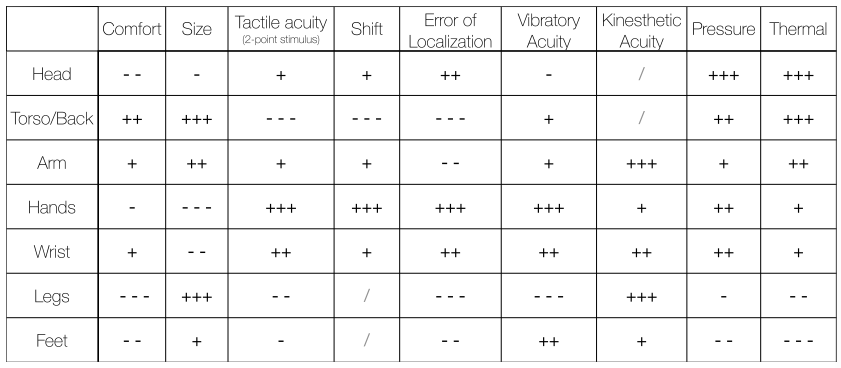 Comfort Size Tactile acuity (2-point stimulus) Shift Error of Localization Vibratory Acuity Kinesthetic Acuity Pressure Thermal
Head - - - + + ++ - / +++ +++
Torso/Back ++ +++ - - - - - - - - - + / ++ +++
Arm + ++ + + - - + +++ + ++
Hands - - - - +++ +++ +++ +++ + ++ +
Wrist + - - ++ + ++ ++ ++ ++ +
Legs - - - +++ - - / - - - - - - +++ - - -
Feet - - + - / - - ++ + - - - - -